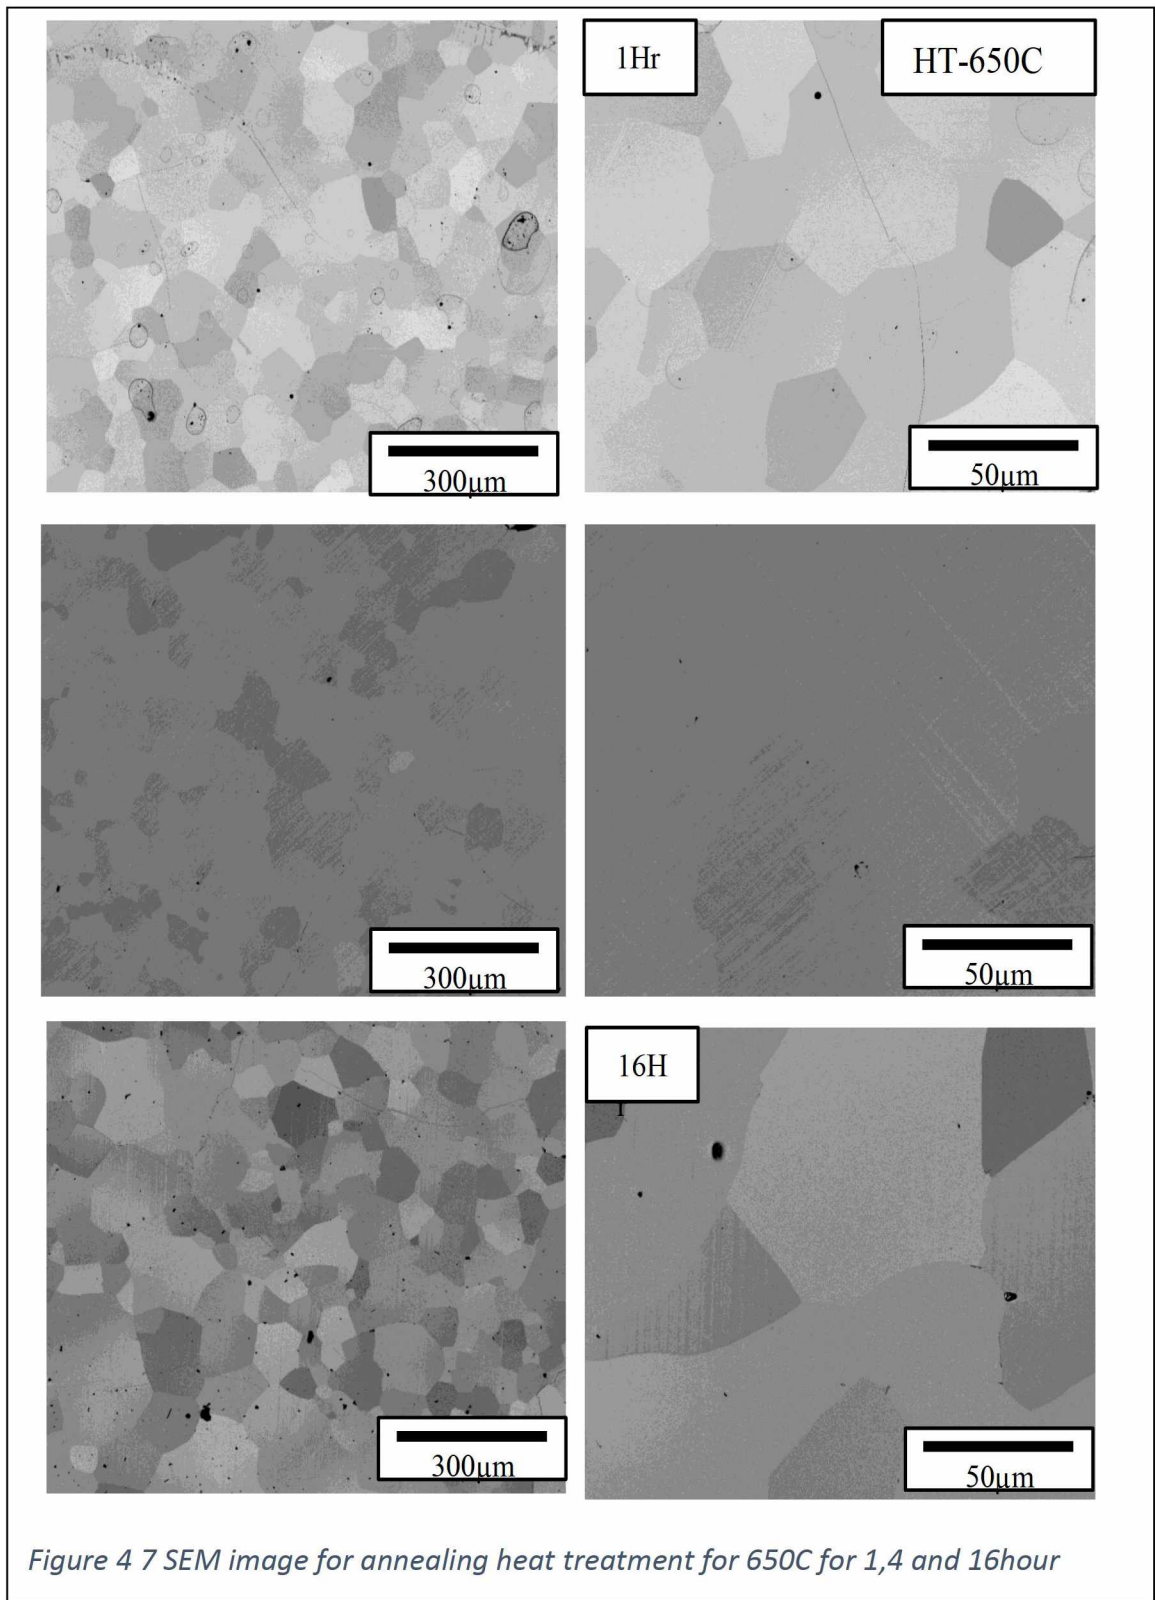 1Hr
HT-650C
300µm
50µm
300µm
50µm
16H
300µm
50µm
Figure 4 7 SEM image for annealing heat treatment for 650C for 1,4 and 16hour